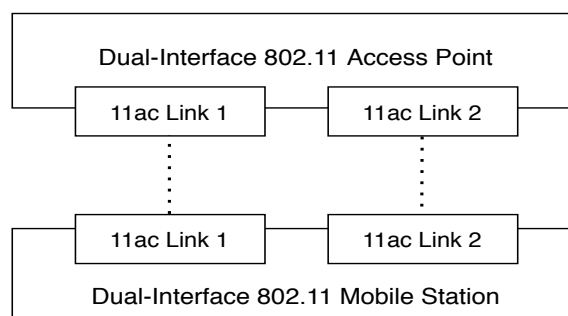 Dual-Interface 802.11 Access Point
11ac Link 1 11ac Link 2
11ac Link 1 11ac Link 2
Dual-Interface 802.11 Mobile Station